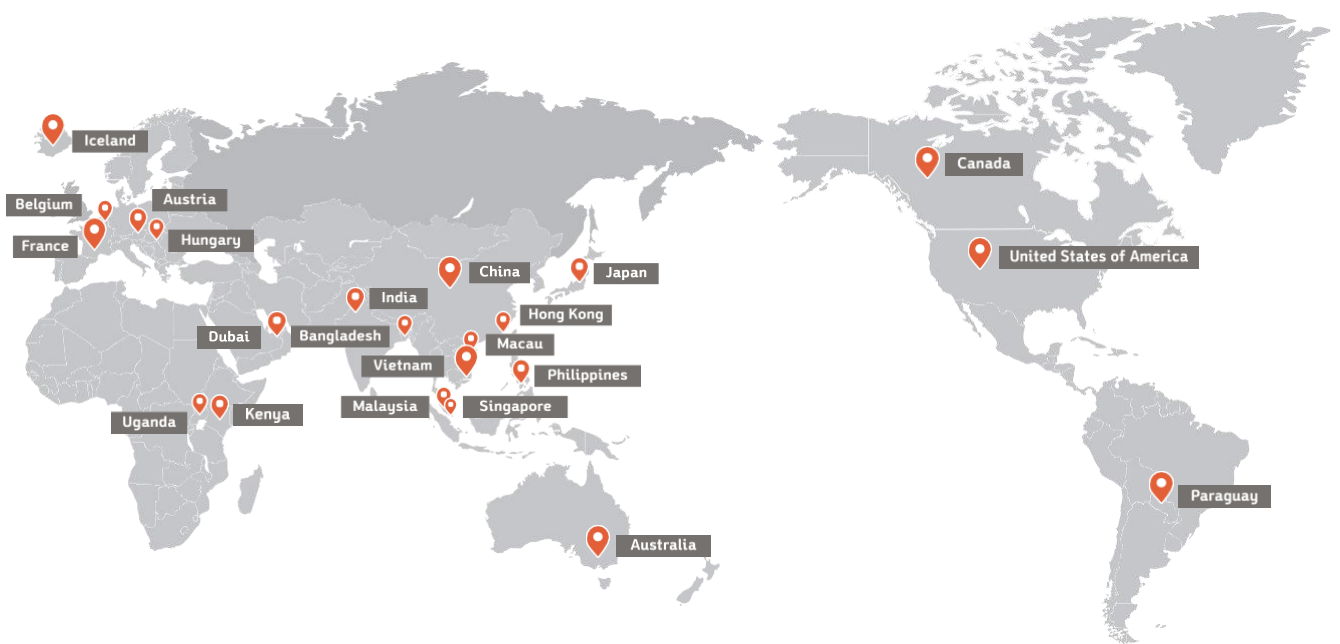 Iceland
Canada
Belgium
Austria
France
Hungary
United States of America
China
Japan
India
Hong Kong
Dubai
Bangladesh
Macau
Vietnam
Philippines
Malaysia
Singapore
Uganda
Kenya
Paraguay
Australia